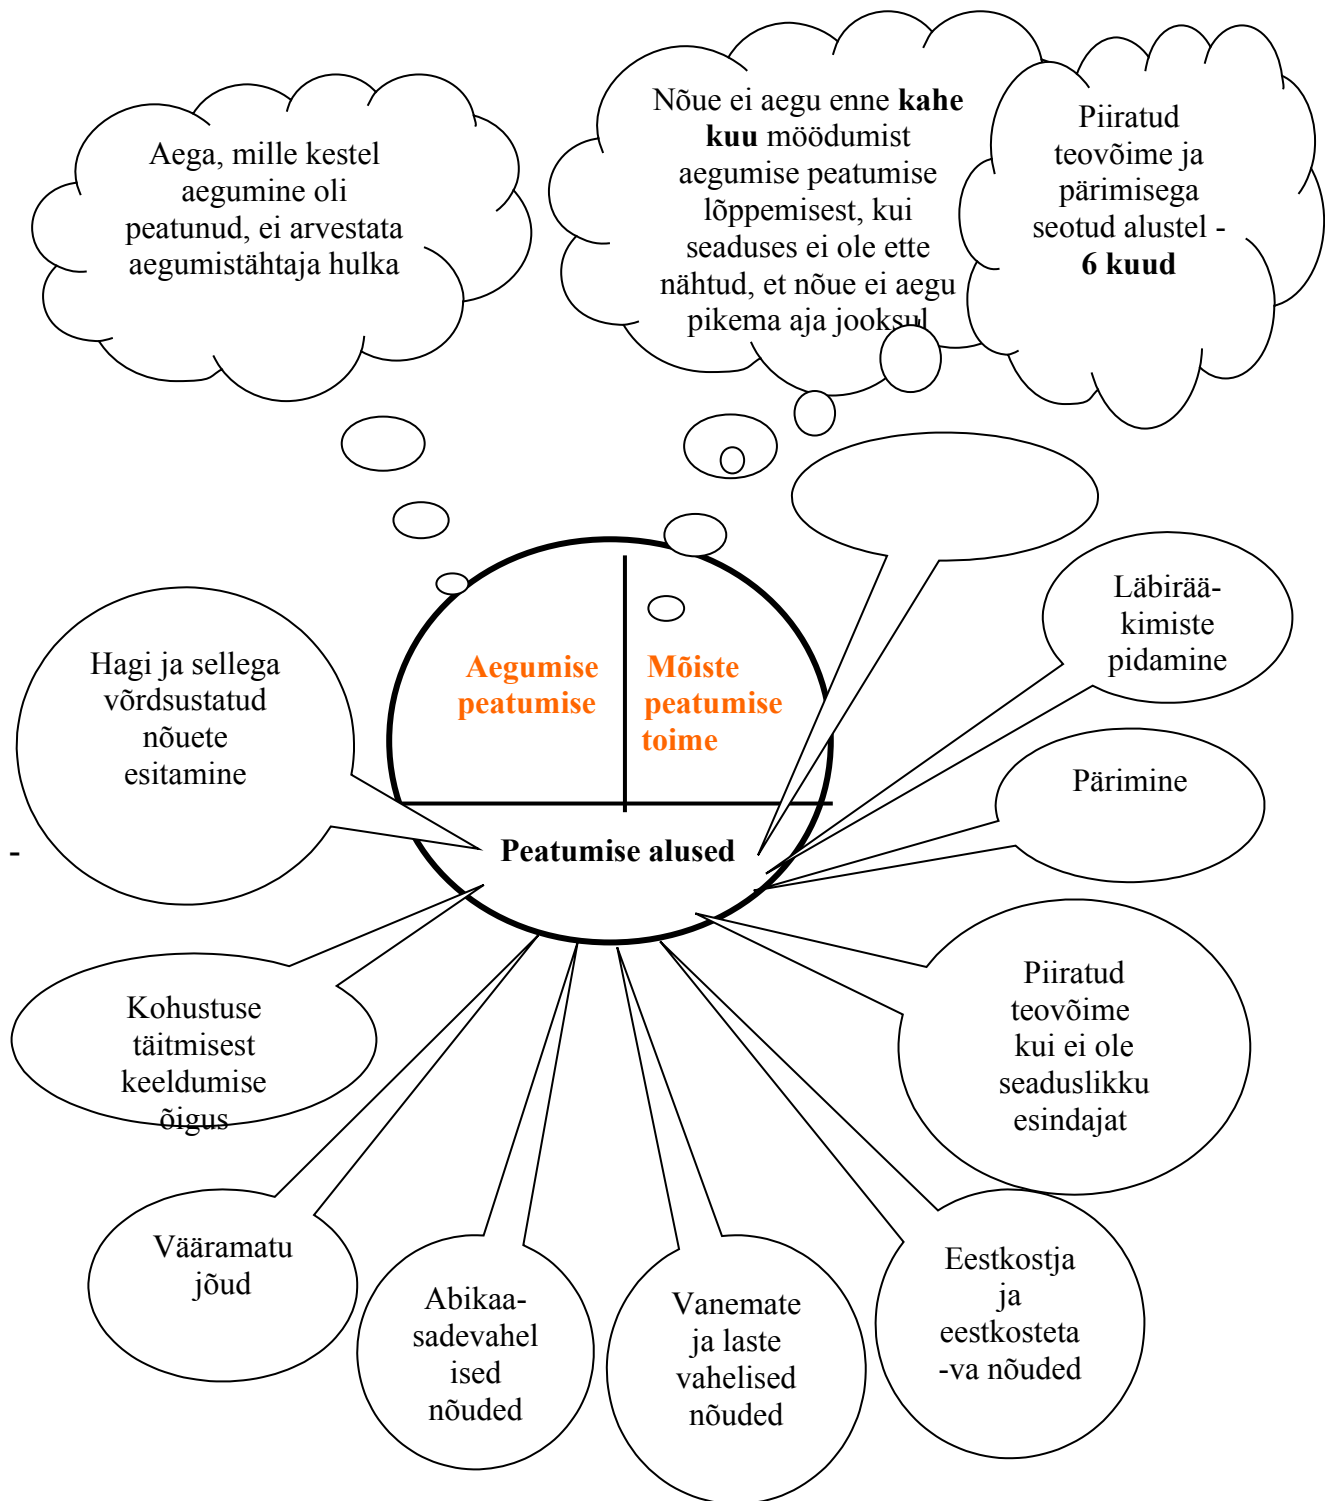 Aega, mille kestel
aegumine oli
peatunud, ei arvestata
aegumistähtaja hulka
Nõue ei aegu enne kahe
kuu möödumist
aegumise peatumise
lõppemisest, kui
seaduses ei ole ette
nähtud, et nõue ei aegu
pikema aja jooksul
Piiratud
teovõime ja
pärimisega
seotud alustel -
6 kuud
Aegumise
peatumise
Mõiste
peatumise
toime
Peatumise alused
Hagi ja sellega
võrdsustatud
nõuete
esitamine
-
Läbirää-
kimiste
pidamine
Pärimine
Piiratud
teovõime
kui ei ole
seaduslikku
esindajat
Kohustuse
täitmisest
keeldumise
õigus
Vääramatu
jõud
Abikaa-
sadevahel
ised
nõuded
Vanemate
ja laste
vahelised
nõuded
Eestkostja
ja
eestkosteta
-va nõuded